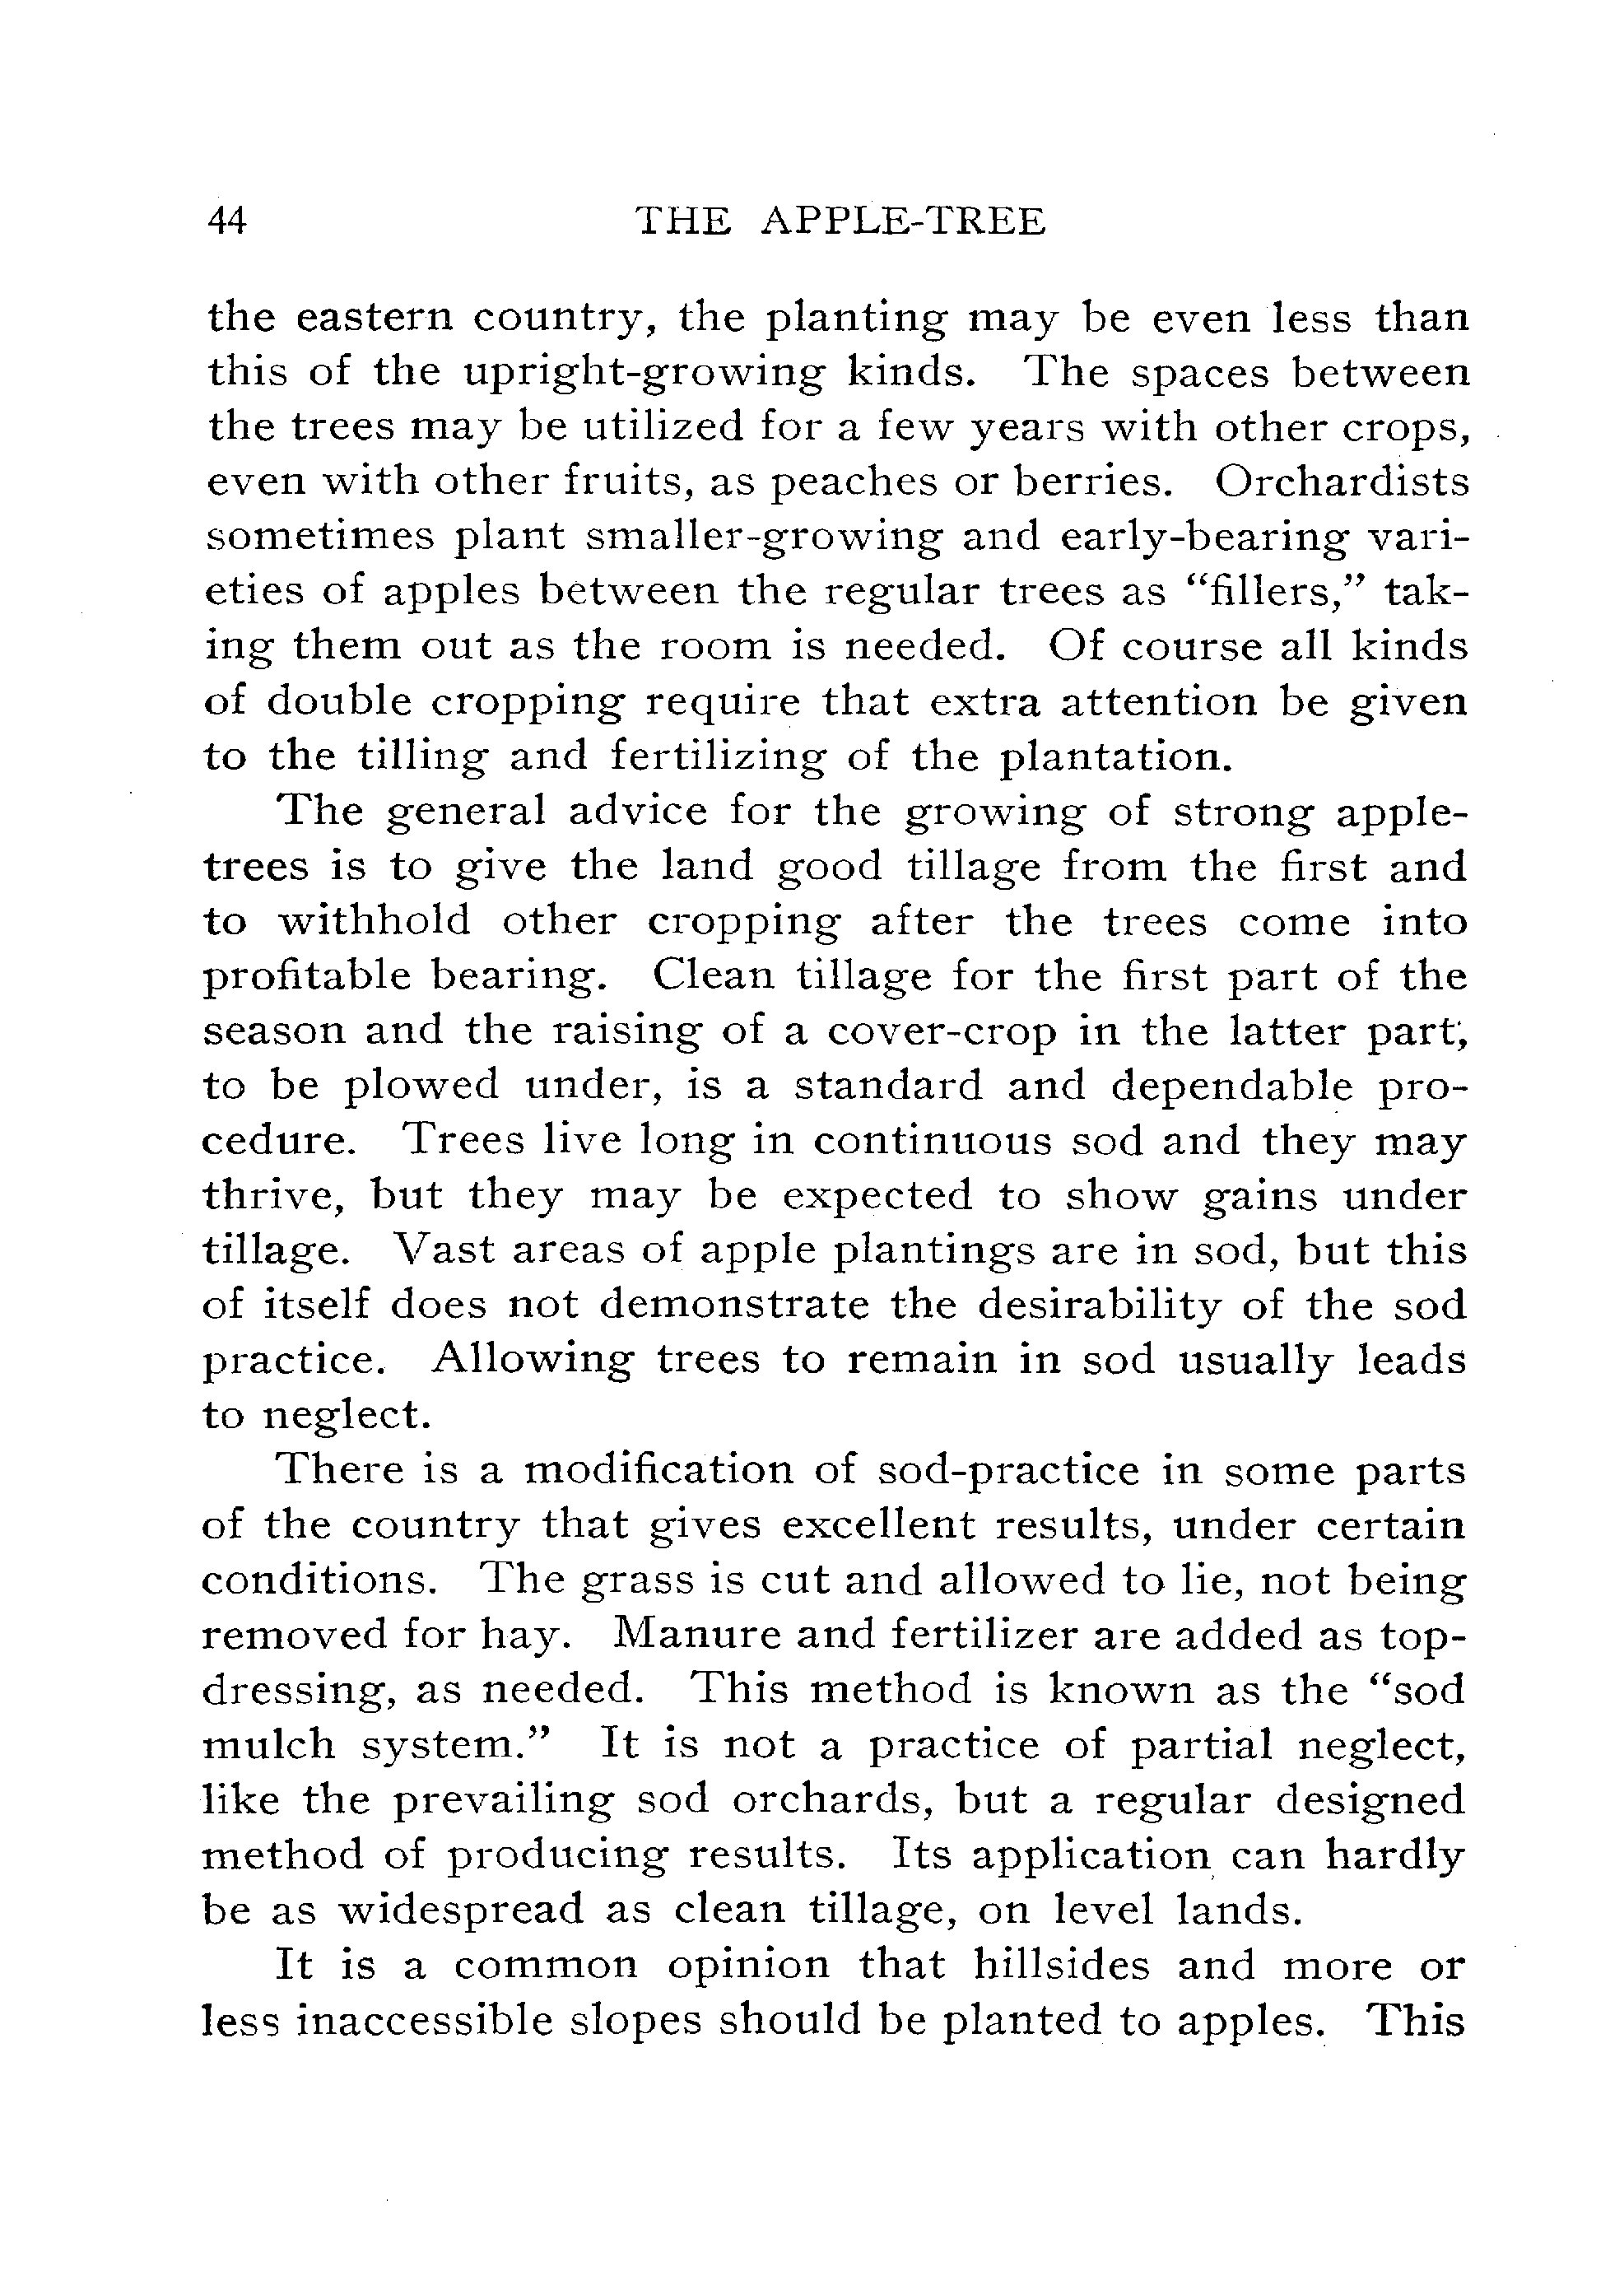 44 THE APPLE-TREE
the eastern country, the planting may be even less than
this of the upright-growing kinds. The spaces between
the trees may be utilized for a few years with other crops,
even with other fruits, as peaches or berries. Orchardists
sometimes plant smaller-growing and early-bearing vari-
eties of apples between the regular trees as “fillers,” tak-
ing them out as the room is needed. Of course all kinds
of double cropping require that extra attention be given
to the tilling and fertilizing of the plantation.
The general advice for the growing of strong apple-
trees is to give the land good tillage from the first and
to withhold other cropping after the trees come into
profitable bearing. Clean tillage for the first part of the
season and the raising of a cover-crop in the latter part,
to be plowed under, is a standard and dependable pro-
cedure. Trees live long in continuous sod and they may
thrive, but they may be expected to show gains under
tillage. Vast areas of apple plantings are in sod, but this
of itself does not demonstrate the desirability of the sod
practice. Allowing trees to remain in sod usually leads
to neglect.
There is a modification of sod-practice in some parts
of the country that gives excellent results, under certain
conditions. The grass is cut and allowed to lie, not being
removed for hay. Manure and fertilizer are added as top-
dressing, as needed. This method is known as the “sod
mulch system.” It is not a practice of partial neglect,
like the prevailing sod orchards, but a regular designed
method of producing results. Its application can hardly
be as widespread as clean tillage, on level lands.
It is a common opinion that hillsides and more or
less inaccessible slopes should be planted to apples. This